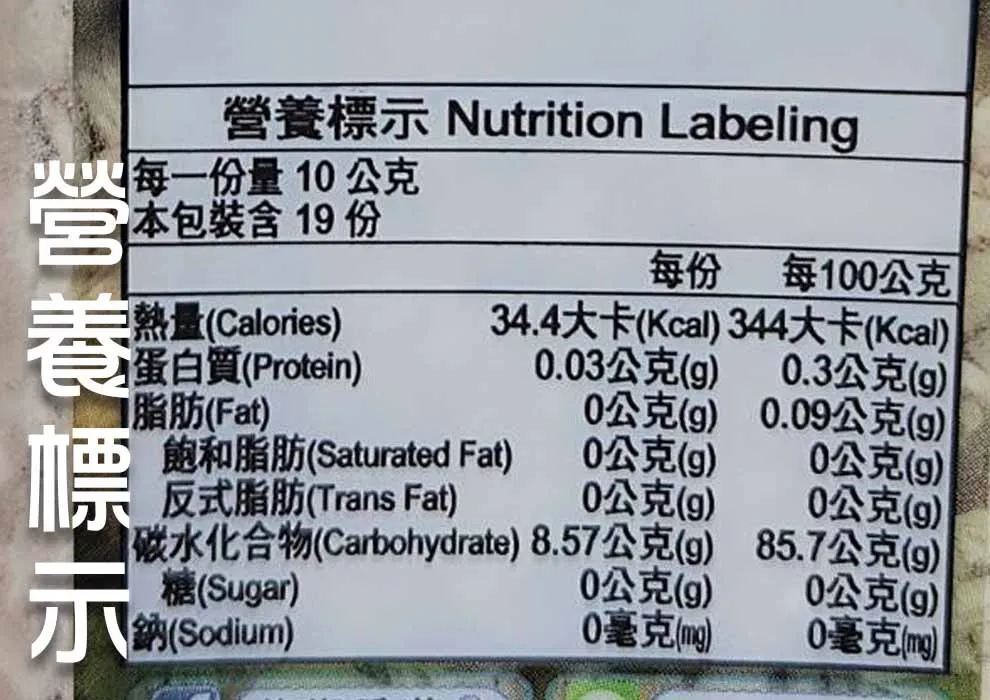 營養標示
營養標示 Nutrition Labeling
每一份量 10 公克
本包裝含 19 份
每份 每100公克
熱量(Calories) 34.4大卡(Kcal) 344大卡(Kcal)
蛋白質(Protein) 0.03公克(g) 0.3公克(g)
脂肪(Fat) 0公克(g) 0.09公克(g)
飽和脂肪(Saturated Fat) 0公克(g) 0公克(g)
反式脂肪(Trans Fat) 0公克(g) 0公克(g)
碳水化合物(Carbohydrate) 8.57公克(g) 85.7公克(g)
糖(Sugar) 0公克(g) 0公克(g)
鈉(Sodium) 0毫克(mg) 0毫克(mg)